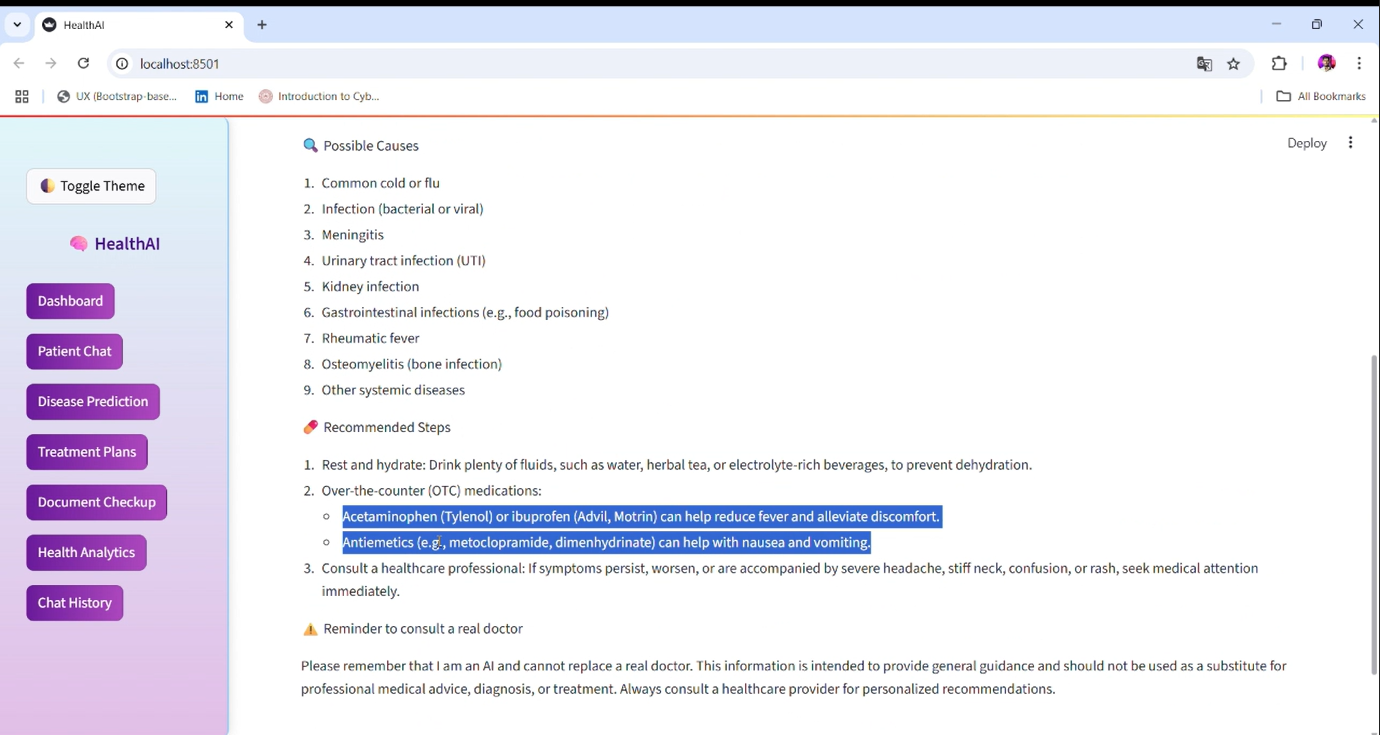 HealthAI
localhost:8501
UX (Bootstrap-base...
Home
Introduction to Cyb...
All Bookmarks
Deploy
Toggle Theme
HealthAI
Dashboard
Patient Chat
Disease Prediction
Treatment Plans
Document Checkup
Health Analytics
Chat History
Possible Causes
1. Common cold or flu
2. Infection (bacterial or viral)
3. Meningitis
4. Urinary tract infection (UTI)
5. Kidney infection
6. Gastrointestinal infections (e.g., food poisoning)
7. Rheumatic fever
8. Osteomyelitis (bone infection)
9. Other systemic diseases
Recommended Steps
1. Rest and hydrate: Drink plenty of fluids, such as water, herbal tea, or electrolyte-rich beverages, to prevent dehydration.
2. Over-the-counter (OTC) medications:
Acetaminophen (Tylenol) or ibuprofen (Advil, Motrin) can help reduce fever and alleviate discomfort.
Antiemetics (e.g., metoclopramide, dimenhydrinate) can help with nausea and vomiting.
3. Consult a healthcare professional: If symptoms persist, worsen, or are accompanied by severe headache, stiff neck, confusion, or rash, seek medical attention
immediately.
Reminder to consult a real doctor
Please remember that I am an AI and cannot replace a real doctor. This information is intended to provide general guidance and should not be used as a substitute for
professional medical advice, diagnosis, or treatment. Always consult a healthcare provider for personalized recommendations.